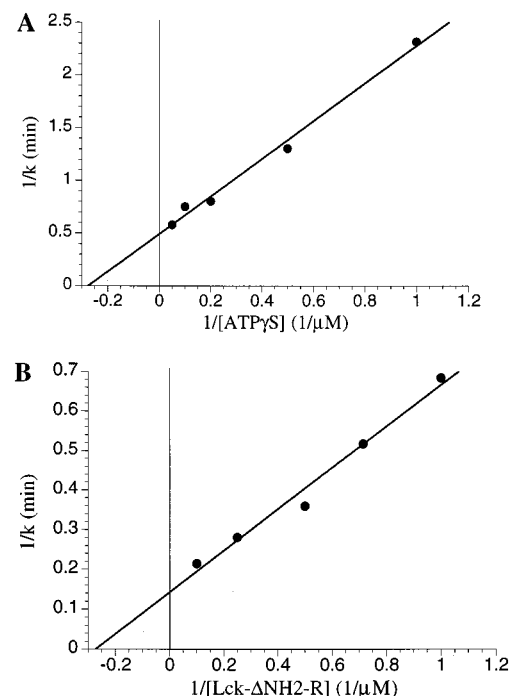 A
2.5
2
1.5
1
0.5
0
1/k (min)
-0.2 0 0.2 0.4 0.6 0.8 1 1.2
1/[ATPγS] (1/μM)
B
0.7
0.6
0.5
0.4
0.3
0.2
0.1
0
1/k (min)
-0.2 0 0.2 0.4 0.6 0.8 1 1.2
1/[Lck-ΔNH2-R] (1/μM)